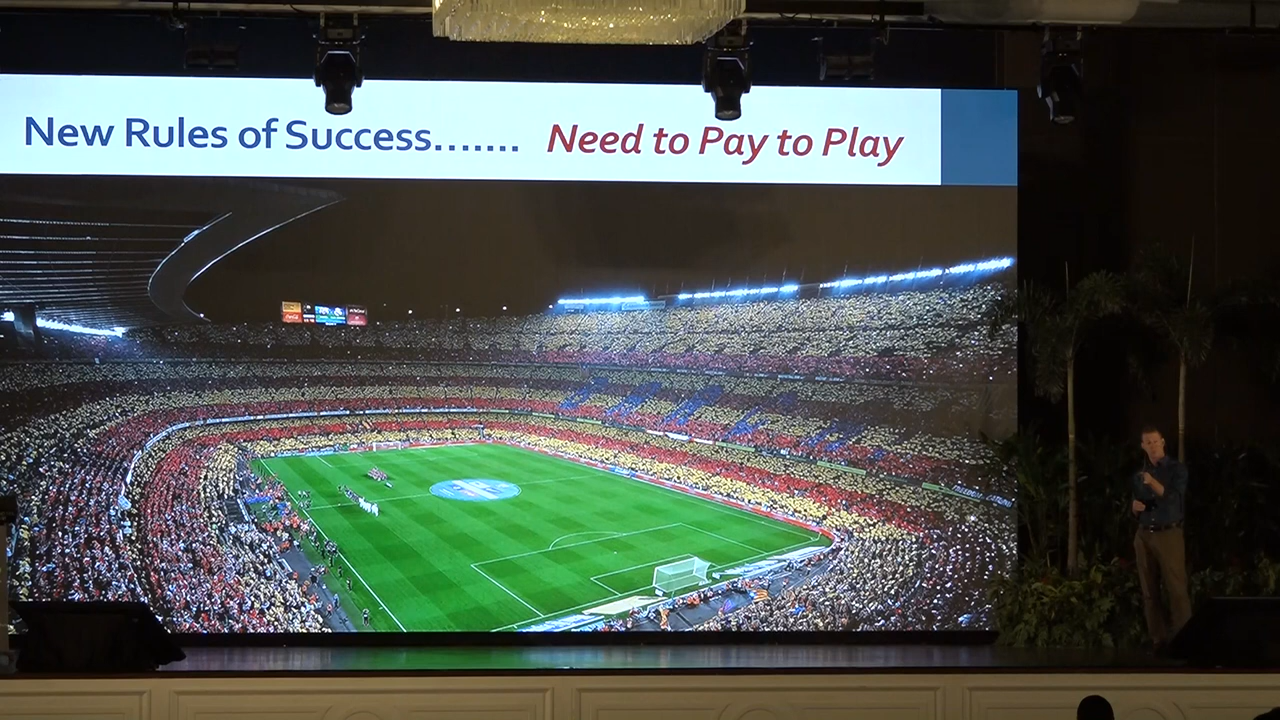 New Rules of Success....... Need to Pay to Play